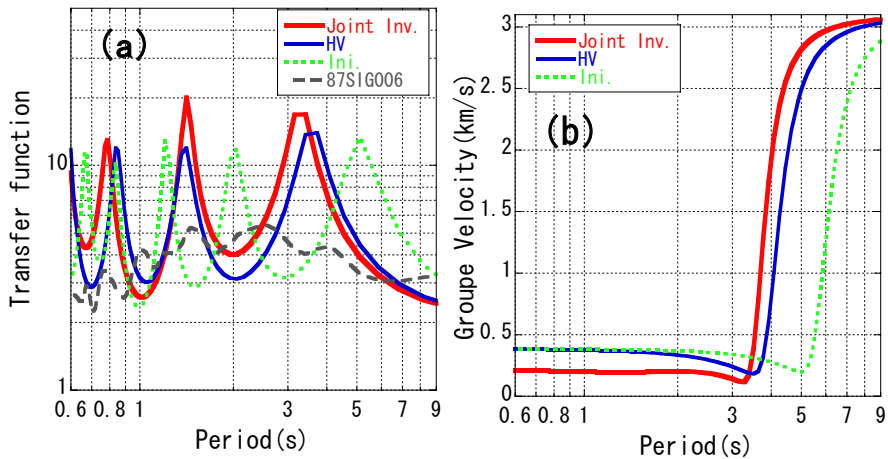 (a)
Joint Inv.
HV
Ini.
87SIG006
Transfer function
10
1
0.6 0.8 1 3 5 7 9
Period(s)
(b)
Joint Inv.
HV
Ini.
Groupe Velocity(km/s)
3
2.5
2
1.5
1
0.5
0
0.6 0.8 1 3 5 7 9
Period(s)